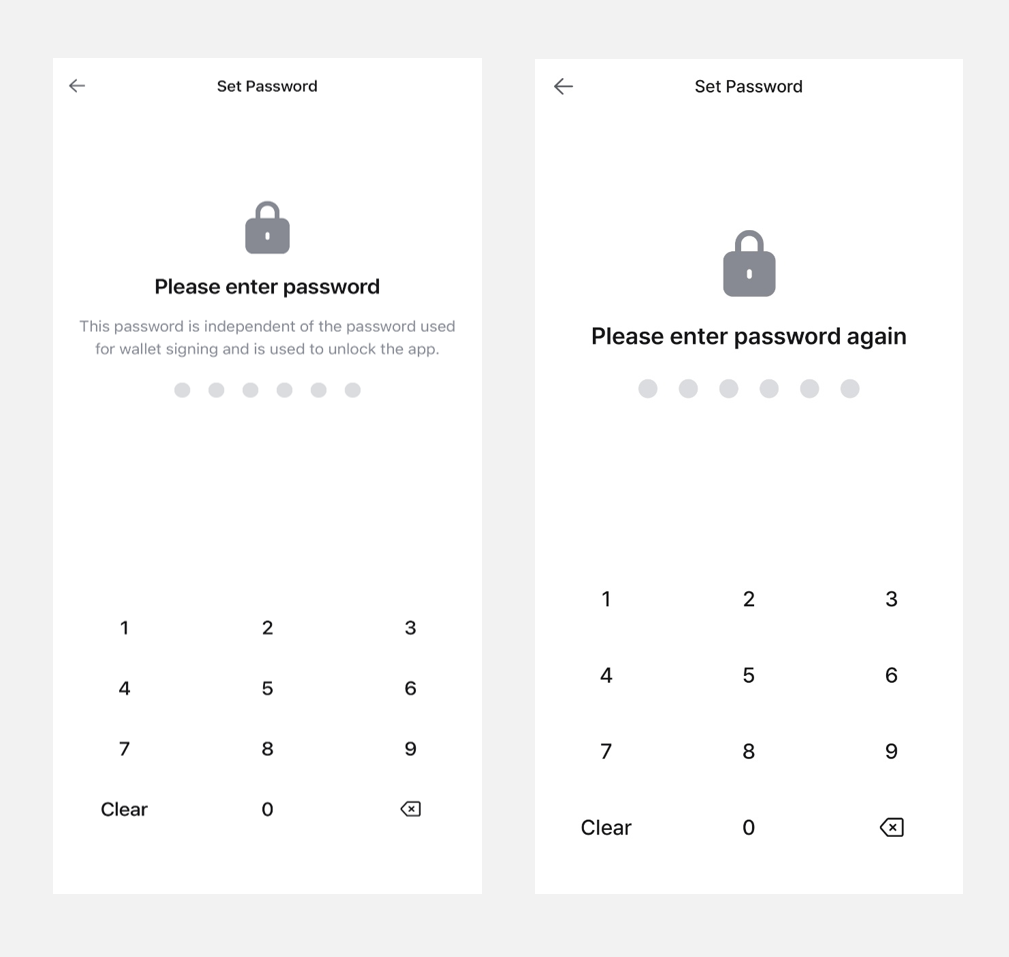 Set Password
Please enter password
This password is independent of the password used
for wallet signing and is used to unlock the app.
1 2 3
4 5 6
7 8 9
Clear 0
Set Password
Please enter password again
1 2 3
4 5 6
7 8 9
Clear 0